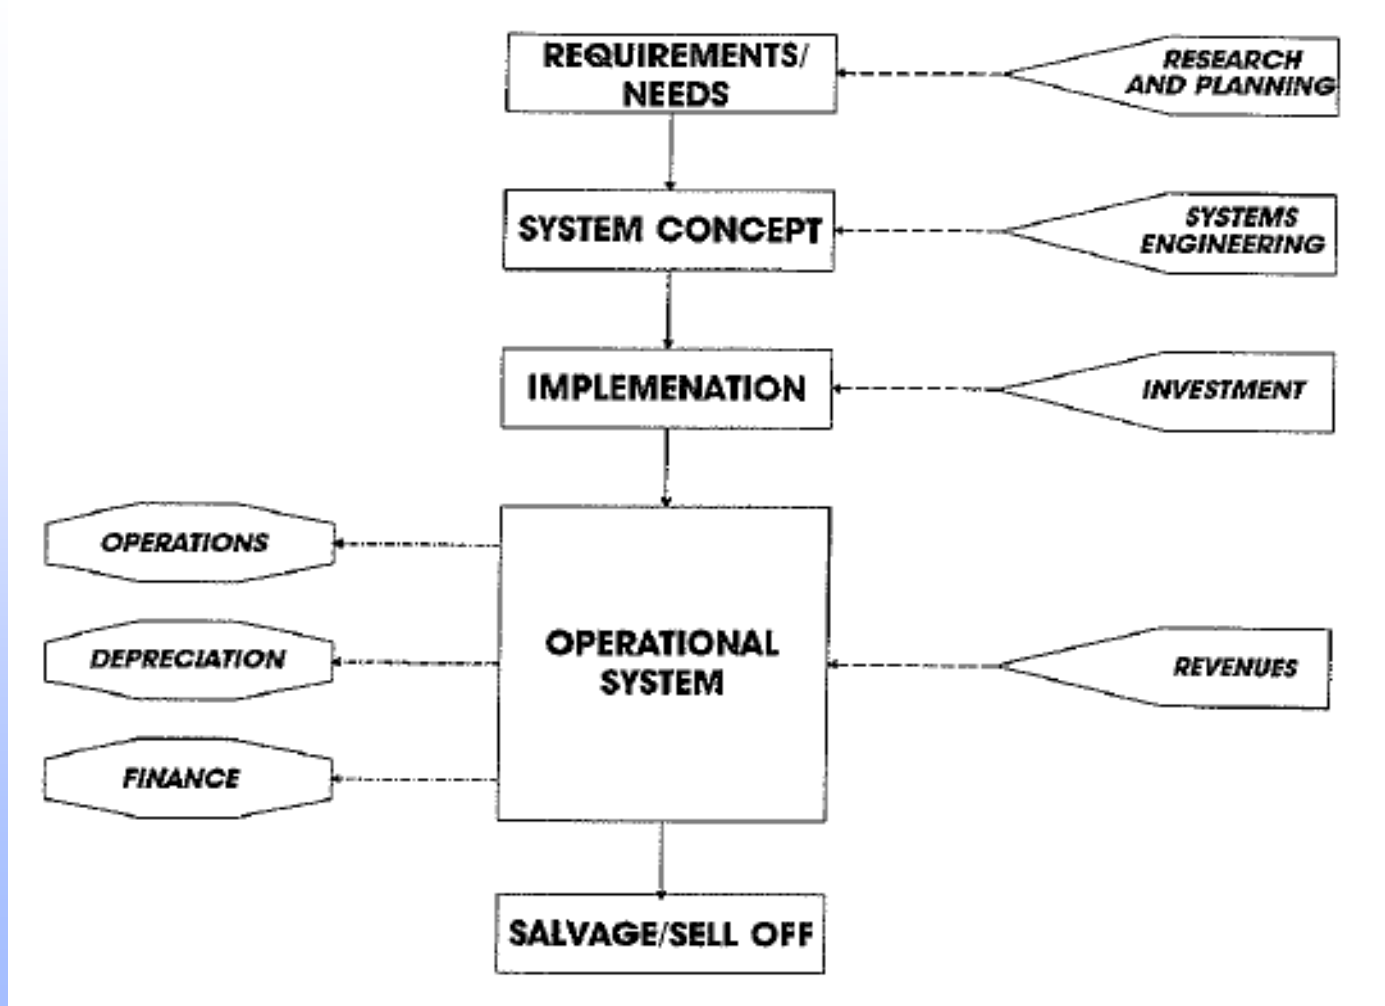 REQUIREMENTS/
NEEDS
RESEARCH
AND PLANNING
SYSTEM CONCEPT
SYSTEMS
ENGINEERING
IMPLEMENATION
INVESTMENT
OPERATIONS
DEPRECIATION
FINANCE
OPERATIONAL
SYSTEM
REVENUES
SALVAGE/SELL OFF